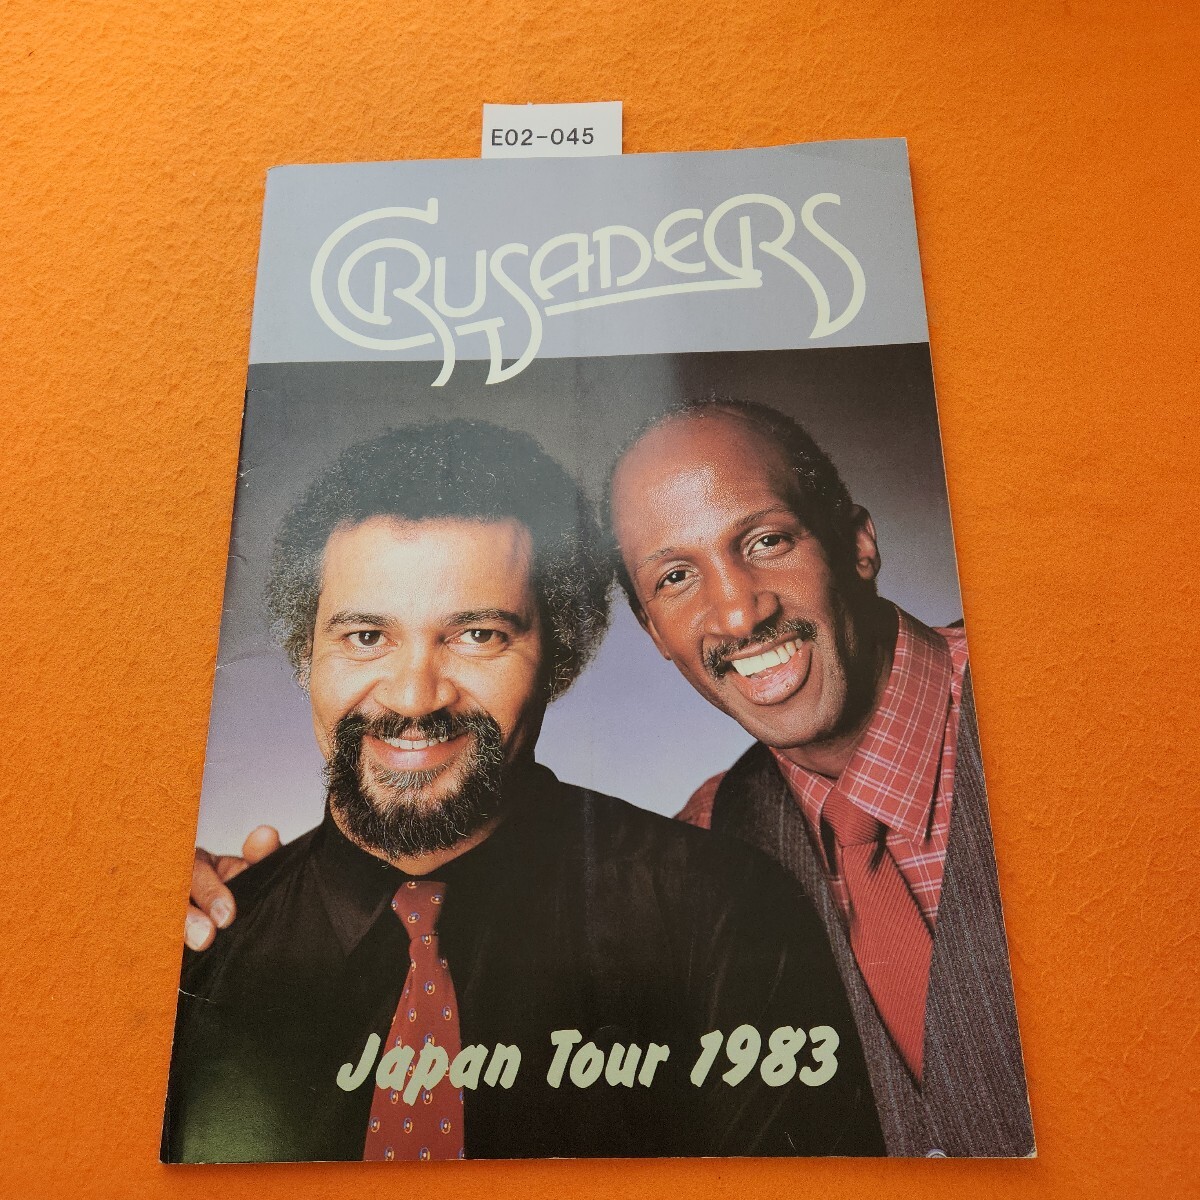 E02-045
CRUSADERS
Japan Tour 1983